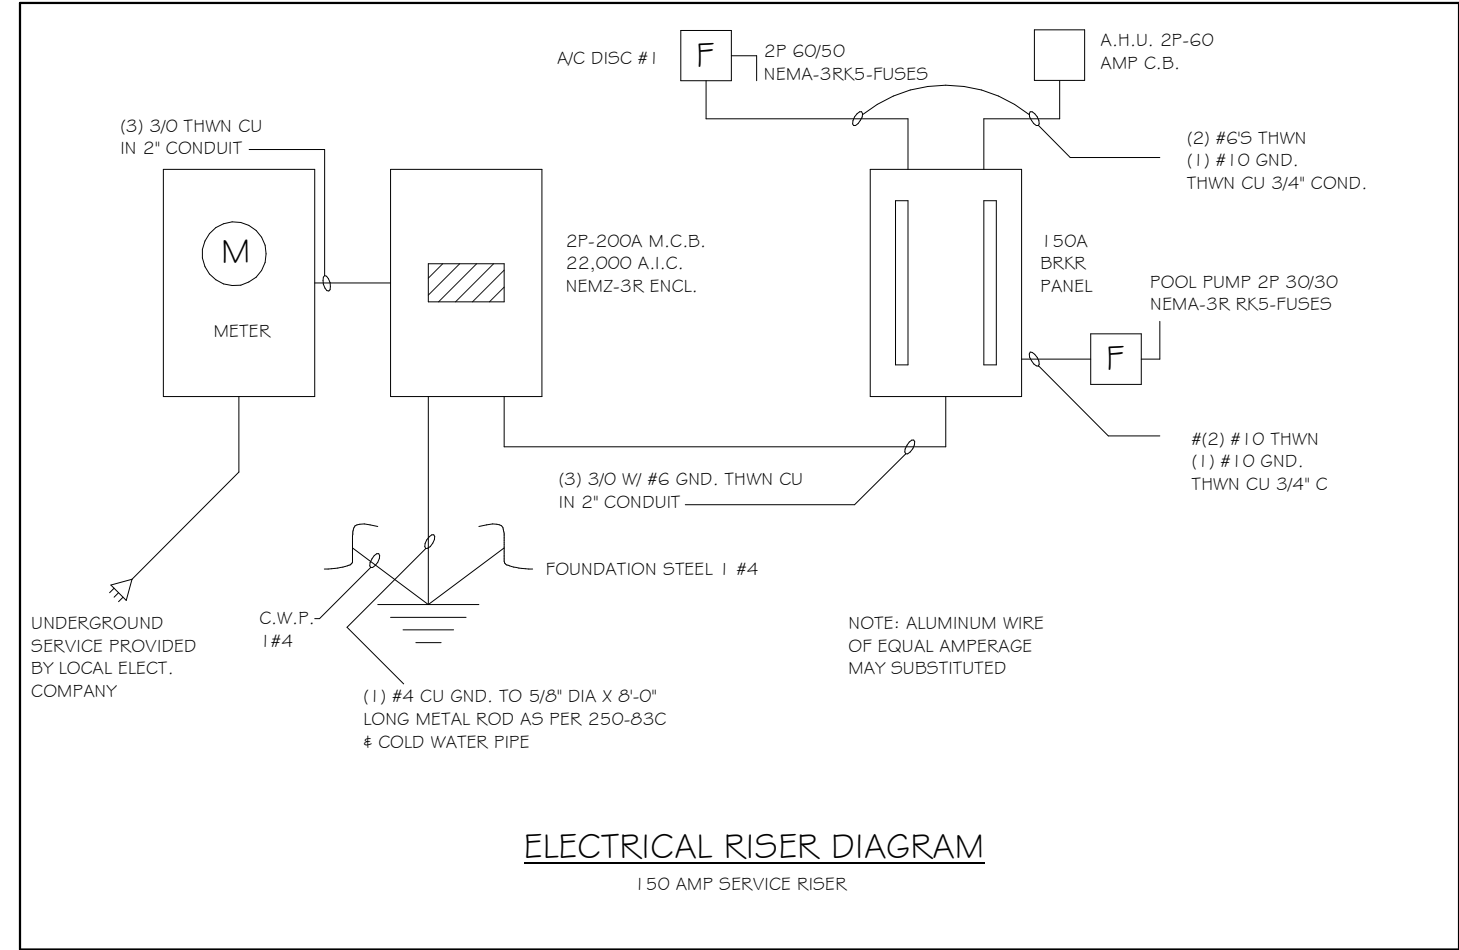 A/C DISC #1
F
2P 60/50
NEMA-3RK5-FUSES
A.H.U. 2P-60
AMP C.B.
(3) 3/0 THWN CU
IN 2" CONDUIT
(2) #6'S THWN
(1) #10 GND.
THWN CU 3/4" COND.
M
METER
2P-200A M.C.B.
22,000 A.I.C.
NEMZ-3R ENCL.
150A
BRKR
PANEL
POOL PUMP 2P 30/30
NEMA-3R RK5-FUSES
F
#(2) #10 THWN
(1) #10 GND.
THWN CU 3/4" C
(3) 3/0 W/ #6 GND. THWN CU
IN 2" CONDUIT
FOUNDATION STEEL 1 #4
UNDERGROUND
SERVICE PROVIDED
BY LOCAL ELECT.
COMPANY
C.W.P.
1#4
NOTE: ALUMINUM WIRE
OF EQUAL AMPERAGE
MAY SUBSTITUTED
(1) #4 CU GND. TO 5/8" DIA X 8'-0"
LONG METAL ROD AS PER 250-83C
& COLD WATER PIPE
ELECTRICAL RISER DIAGRAM
150 AMP SERVICE RISER